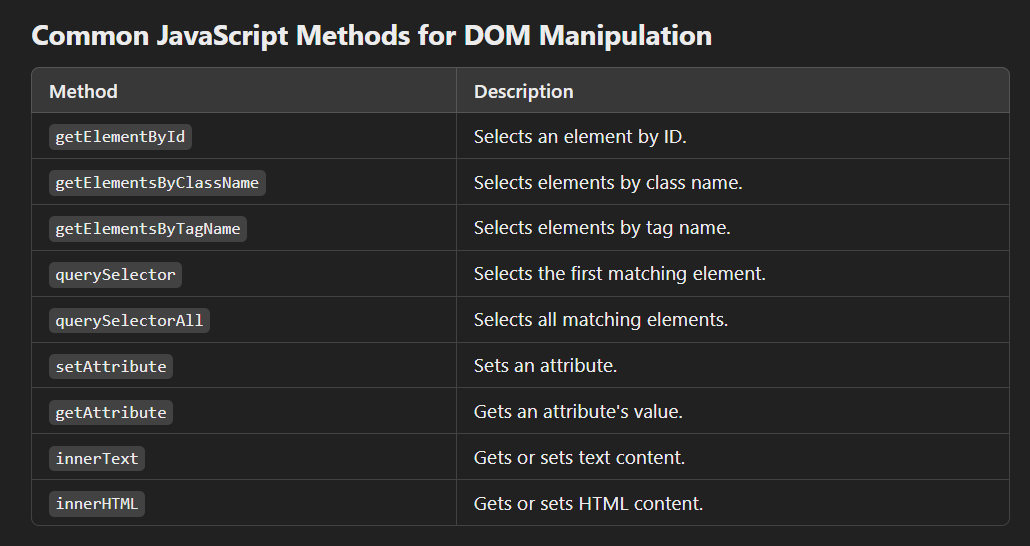 Common JavaScript Methods for DOM Manipulation
Method Description
getElementById Selects an element by ID.
getElementsByClassName Selects elements by class name.
getElementsByTagName Selects elements by tag name.
querySelector Selects the first matching element.
querySelectorAll Selects all matching elements.
setAttribute Sets an attribute.
getAttribute Gets an attribute's value.
innerText Gets or sets text content.
innerHTML Gets or sets HTML content.